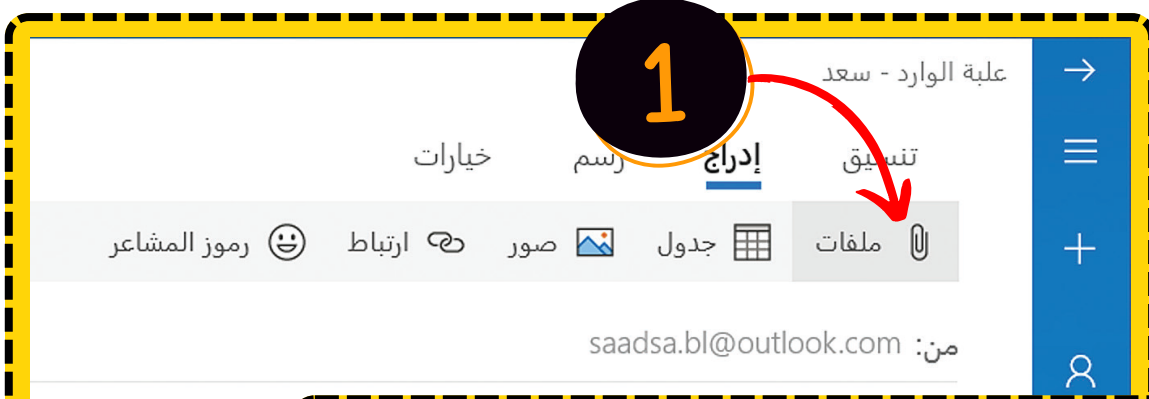 علبة الوارد - سعد
1
تنسيق إدراج رسم خيارات
ملفات جدول صور ارتباط رموز المشاعر
من: saadsa.bl@outlook.com